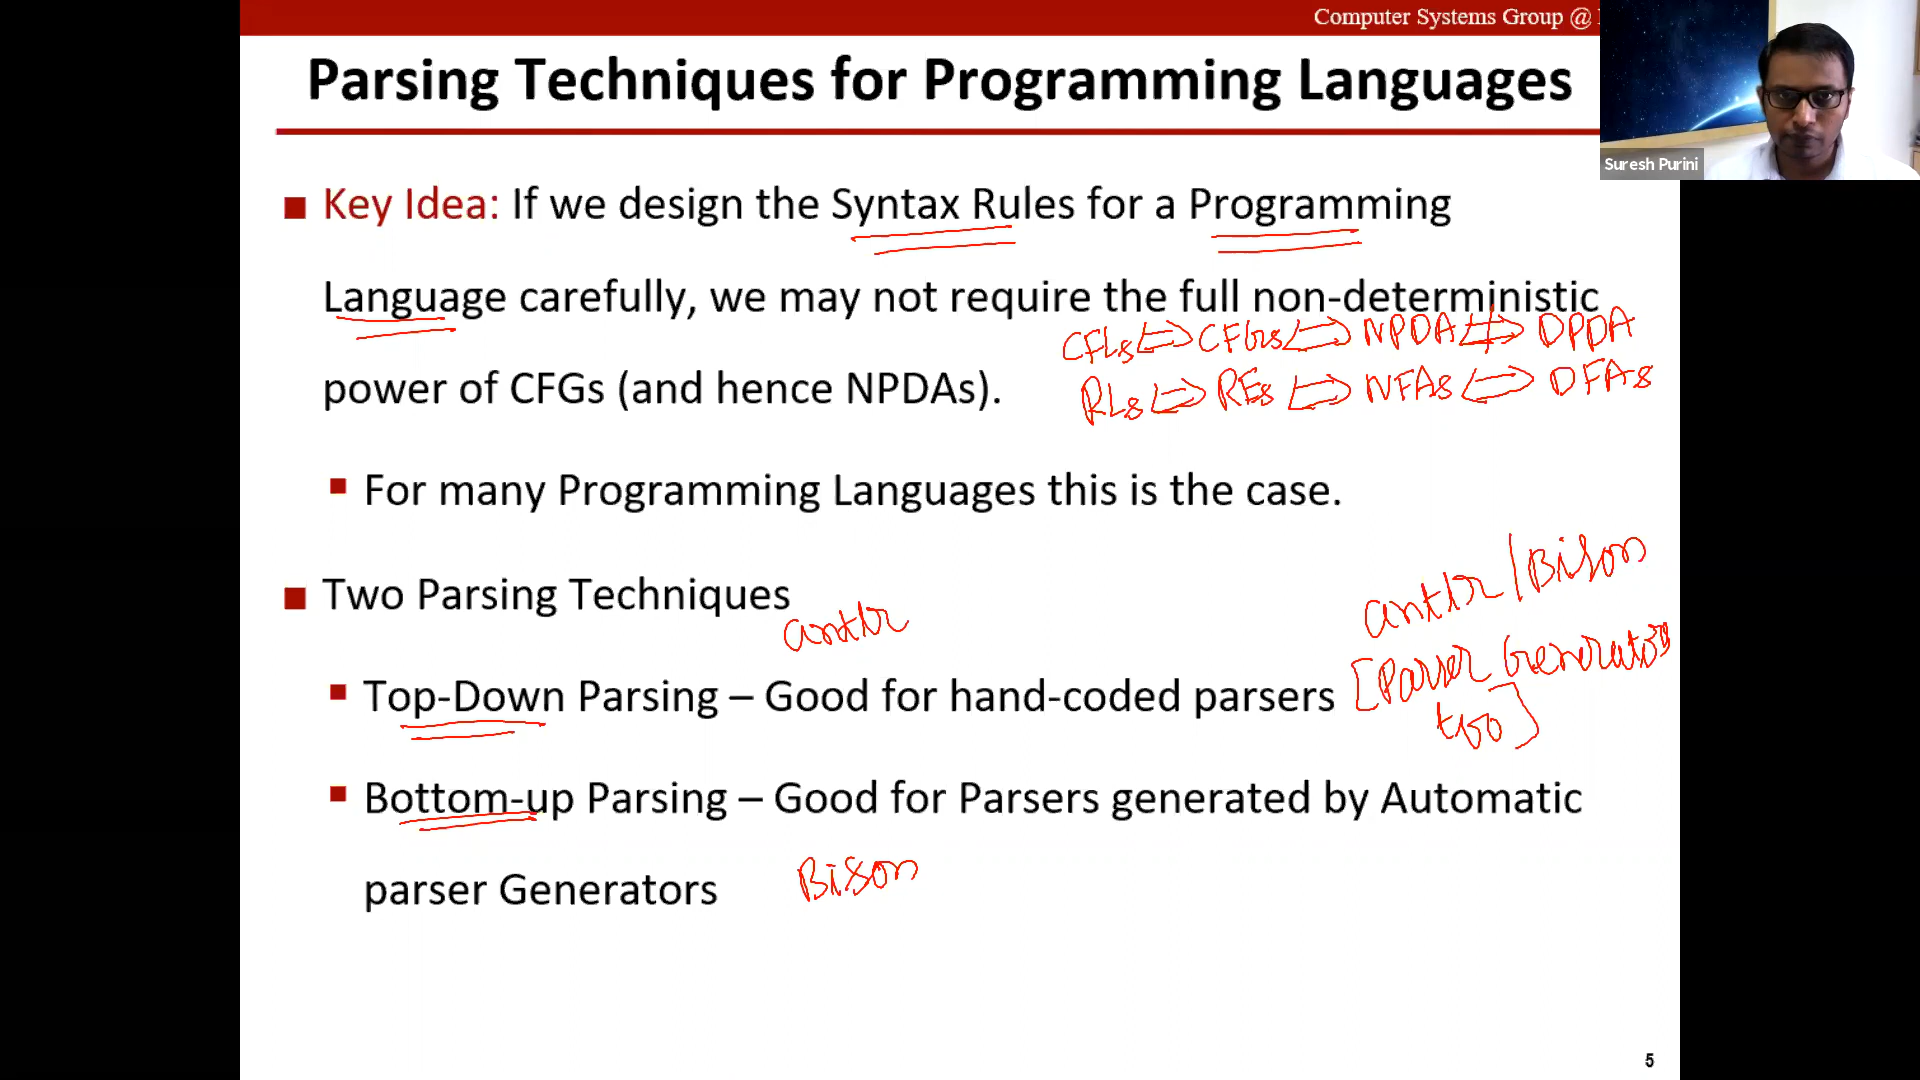 Computer Systems Group @
Parsing Techniques for Programming Languages
Suresh Purini
■ Key Idea: If we design the Syntax Rules for a Programming
Language carefully, we may not require the full non-deterministic
CFLs ⇔ CFGs ⇔ NPDA ⇎ DPDA
power of CFGs (and hence NPDAs).
RLs ⇔ REs ⇔ NFAs ⇔ DFAs
▪ For many Programming Languages this is the case.
antlr/Bison
■ Two Parsing Techniques
antlr
[Parser Generator
▪ Top-Down Parsing – Good for hand-coded parsers
too]
▪ Bottom-up Parsing – Good for Parsers generated by Automatic
parser Generators
Bison
5